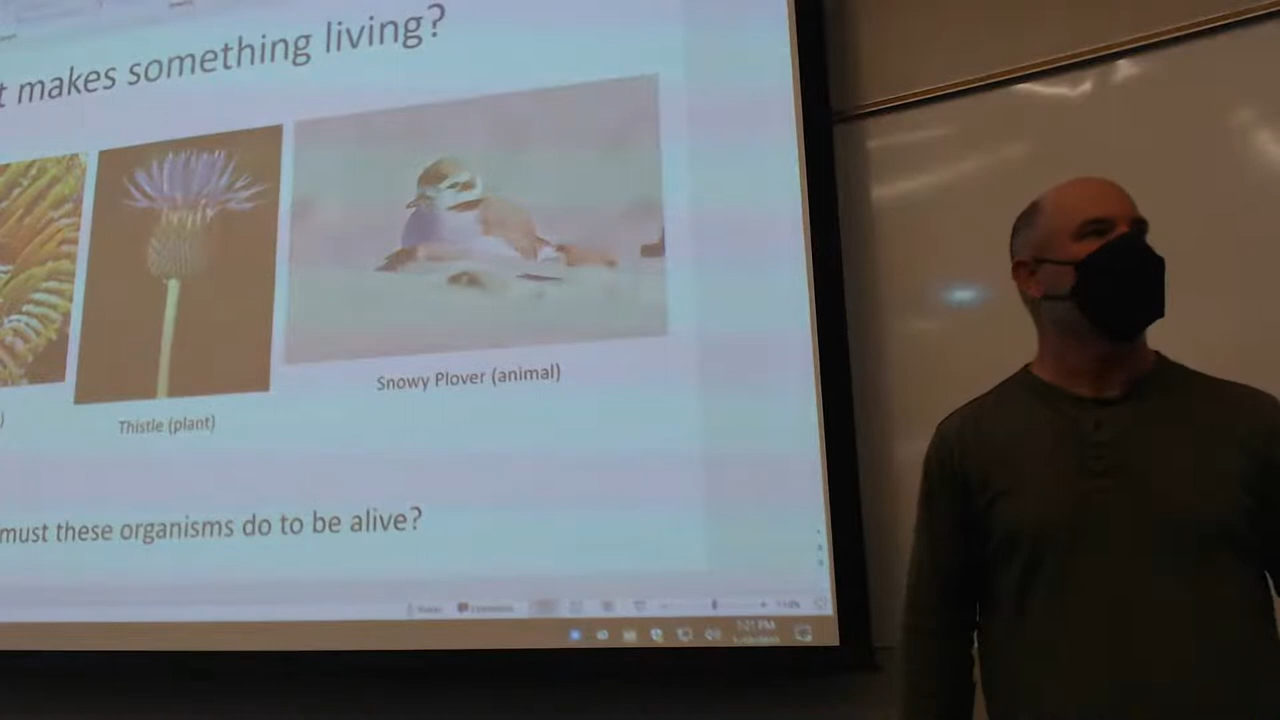 t makes something living?
Snowy Plover (animal)
)
Thistle (plant)
must these organisms do to be alive?